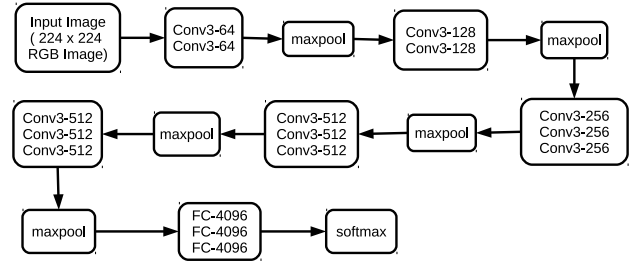 Input Image
( 224 x 224
RGB Image)
Conv3-64
Conv3-64
maxpool
Conv3-128
Conv3-128
maxpool
Conv3-256
Conv3-256
Conv3-256
maxpool
Conv3-512
Conv3-512
Conv3-512
maxpool
Conv3-512
Conv3-512
Conv3-512
maxpool
FC-4096
FC-4096
FC-4096
softmax